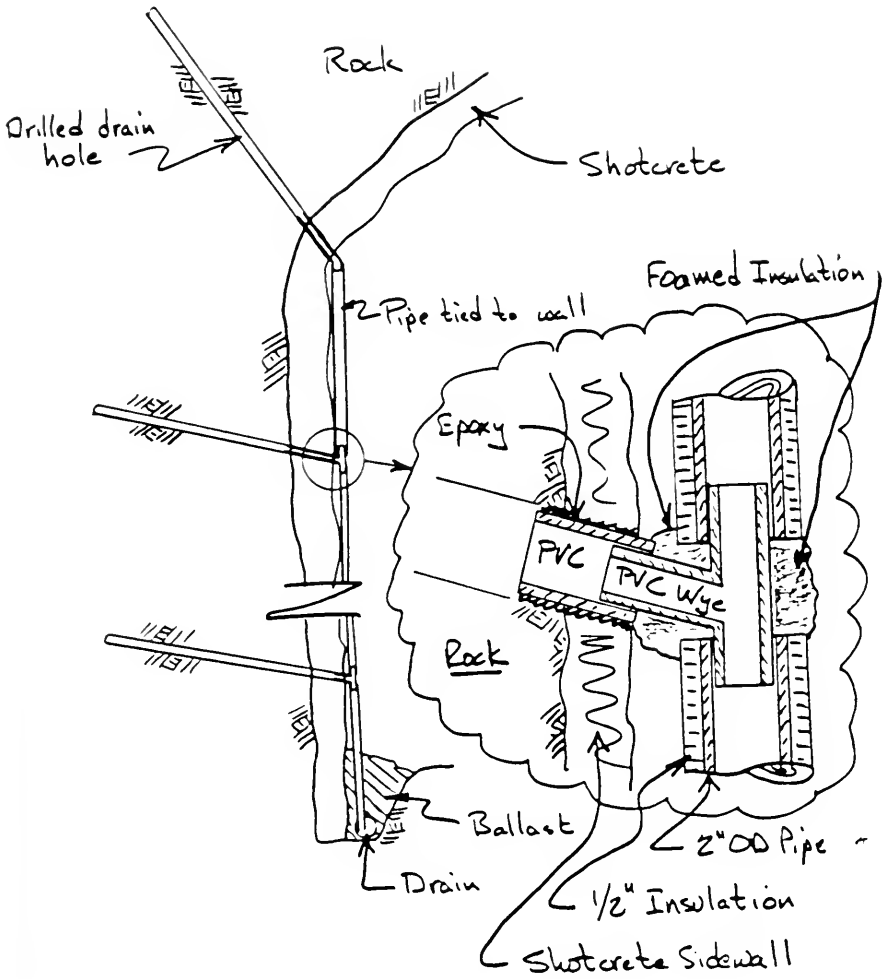 Rock
Drilled drain
hole
Shotcrete
Foamed Insulation
Pipe tied to wall
Epoxy
PVC
PVC Wye
Rock
Ballast
2" OD Pipe
Drain
1/2" Insulation
Shotcrete Sidewall